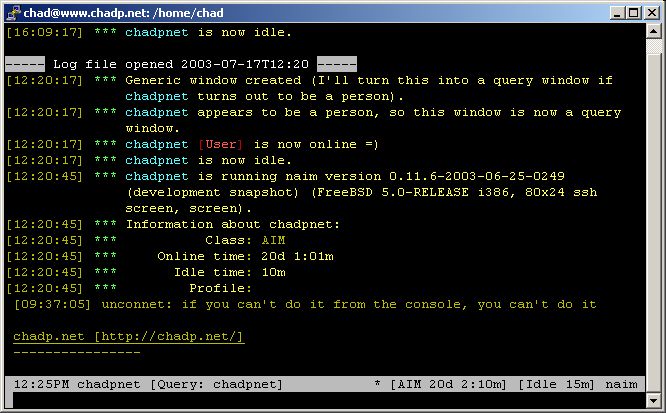 chad@www.chadp.net: /home/chad
[16:09:17] *** chadpnet is now idle.
----- Log file opened 2003-07-17T12:20 -----
[12:20:17] *** Generic window created (I'll turn this into a query window if
chadpnet turns out to be a person).
[12:20:17] *** chadpnet appears to be a person, so this window is now a query
window.
[12:20:17] *** chadpnet [User] is now online =)
[12:20:17] *** chadpnet is now idle.
[12:20:45] *** chadpnet is running naim version 0.11.6-2003-06-25-0249
(development snapshot) (FreeBSD 5.0-RELEASE i386, 80x24 ssh
screen, screen).
[12:20:45] *** Information about chadpnet:
[12:20:45] *** Class: AIM
[12:20:45] *** Online time: 20d 1:01m
[12:20:45] *** Idle time: 10m
[12:20:45] *** Profile:
[09:37:05] unconnet: if you can't do it from the console, you can't do it
chadp.net [http://chadp.net/]
----------------
12:25PM chadpnet [Query: chadpnet] * [AIM 20d 2:10m] [Idle 15m] naim